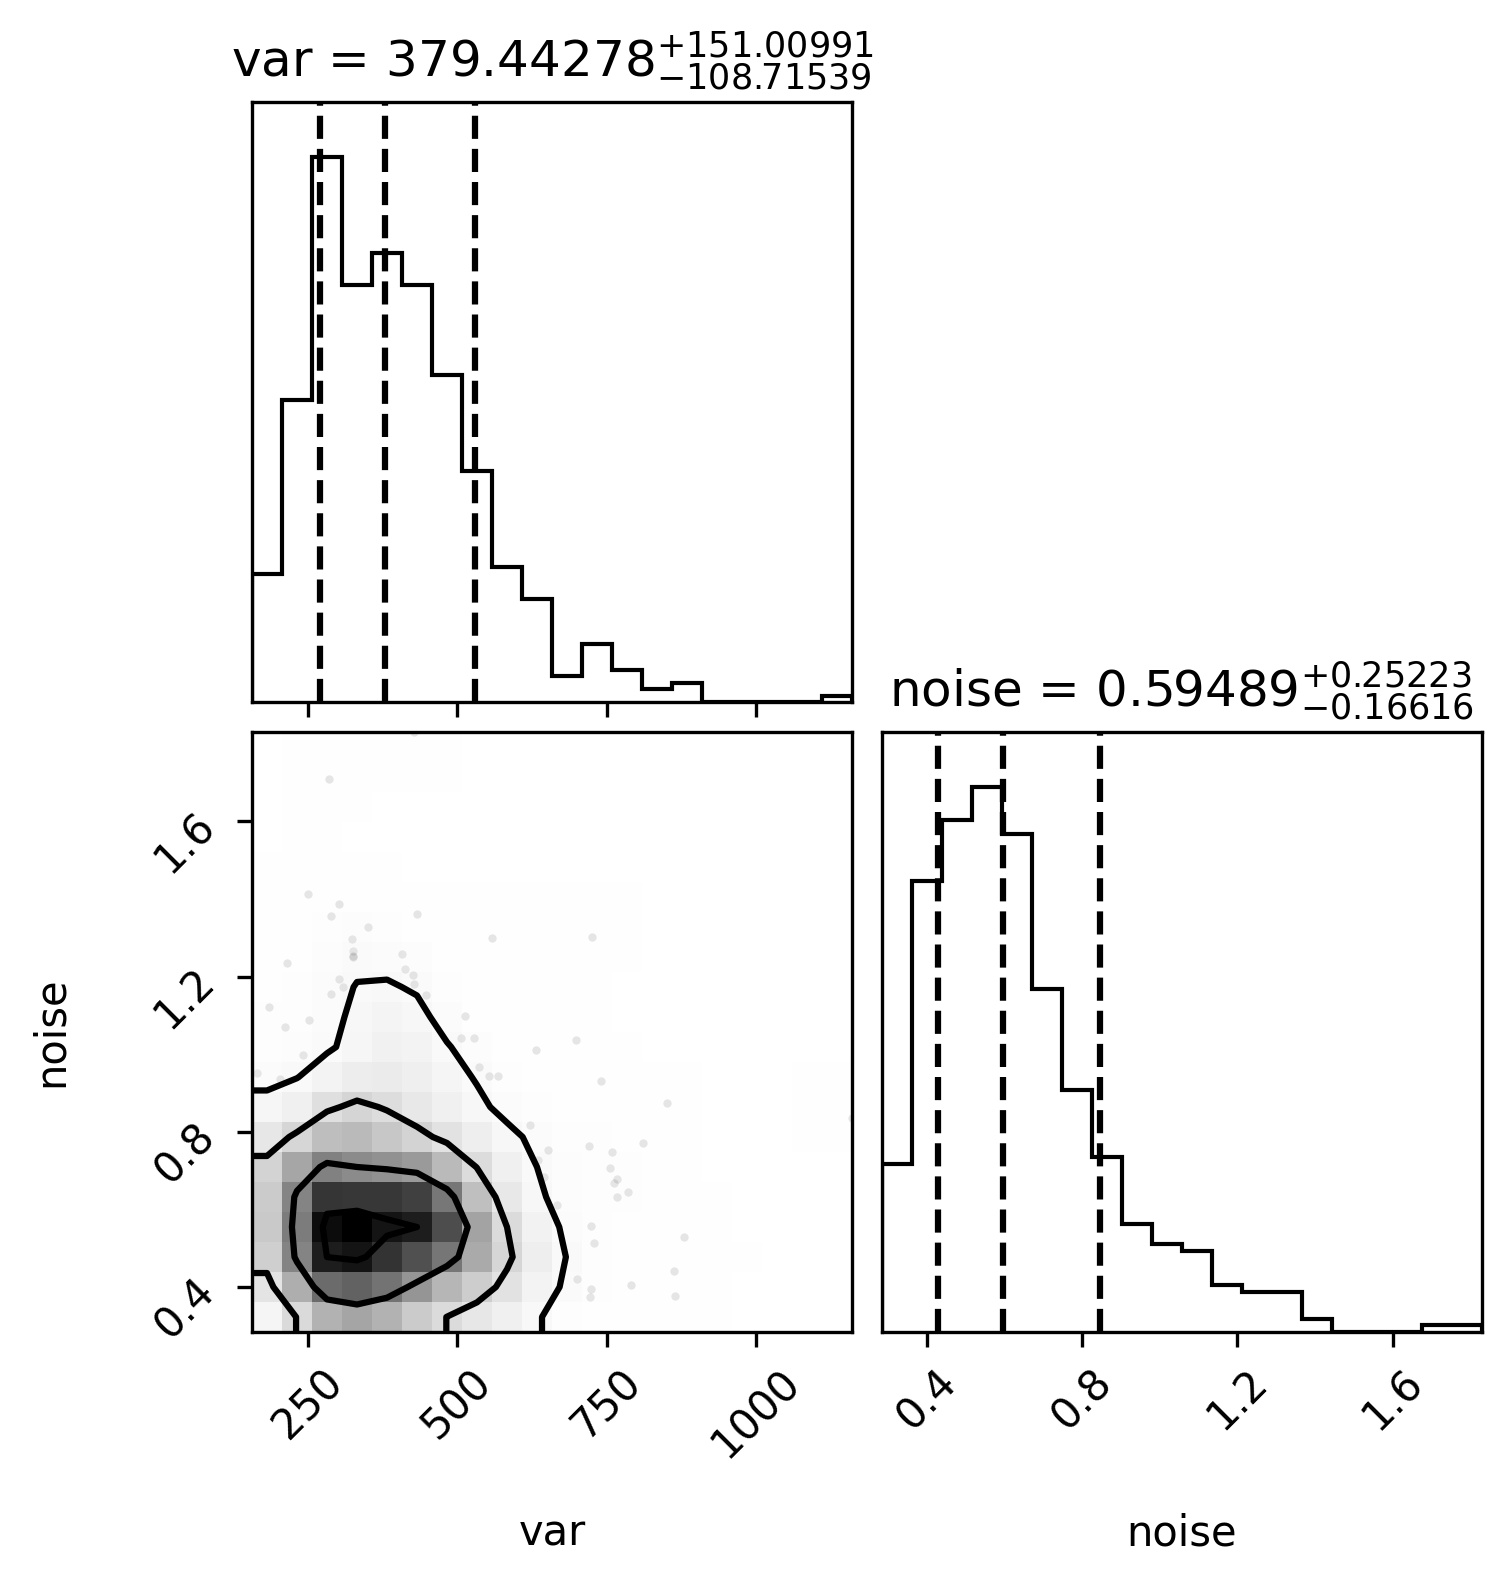 var = 379.44278+151.00991−108.71539
noise = 0.59489+0.25223−0.16616
noise
1.6
1.2
0.8
0.4
250 500 750 1000
0.4 0.8 1.2 1.6
var
noise